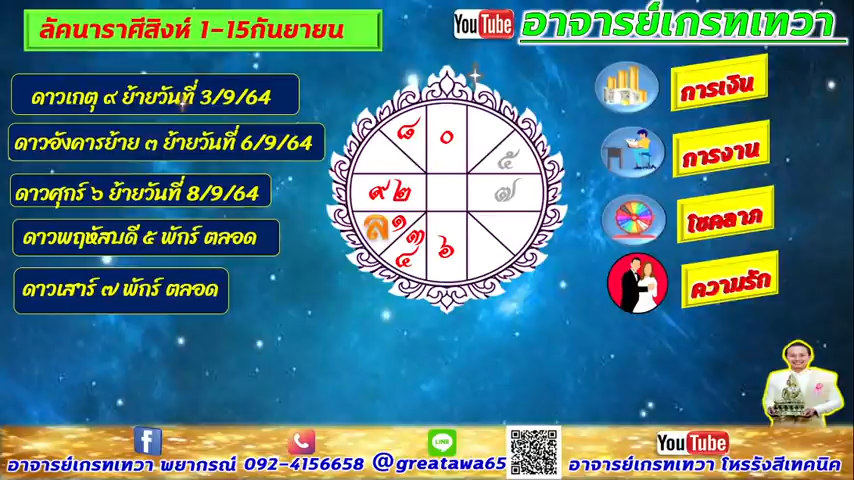 ลัคนาราศีสิงห์ 1-15กันยายน
YouTube อาจารย์เกรทเทวา
ดาวเกตุ ๙ ย้ายวันที่ 3/9/64
ดาวอังคารย้าย ๓ ย้ายวันที่ 6/9/64
ดาวศุกร์ ๖ ย้ายวันที่ 8/9/64
ดาวพฤหัสบดี ๕ พักร์ ตลอด
ดาวเสาร์ ๗ พักร์ ตลอด
๘ ๐
๕
๙ ๒ ๗
ล ๑
๓
๔ ๖
การเงิน
การงาน
โชคลาภ
ความรัก
LINE
YouTube
อาจารย์เกรทเทวา พยากรณ์ 092-4156658 @greatawa65 อาจารย์เกรทเทวา โหรรังสีเทคนิค